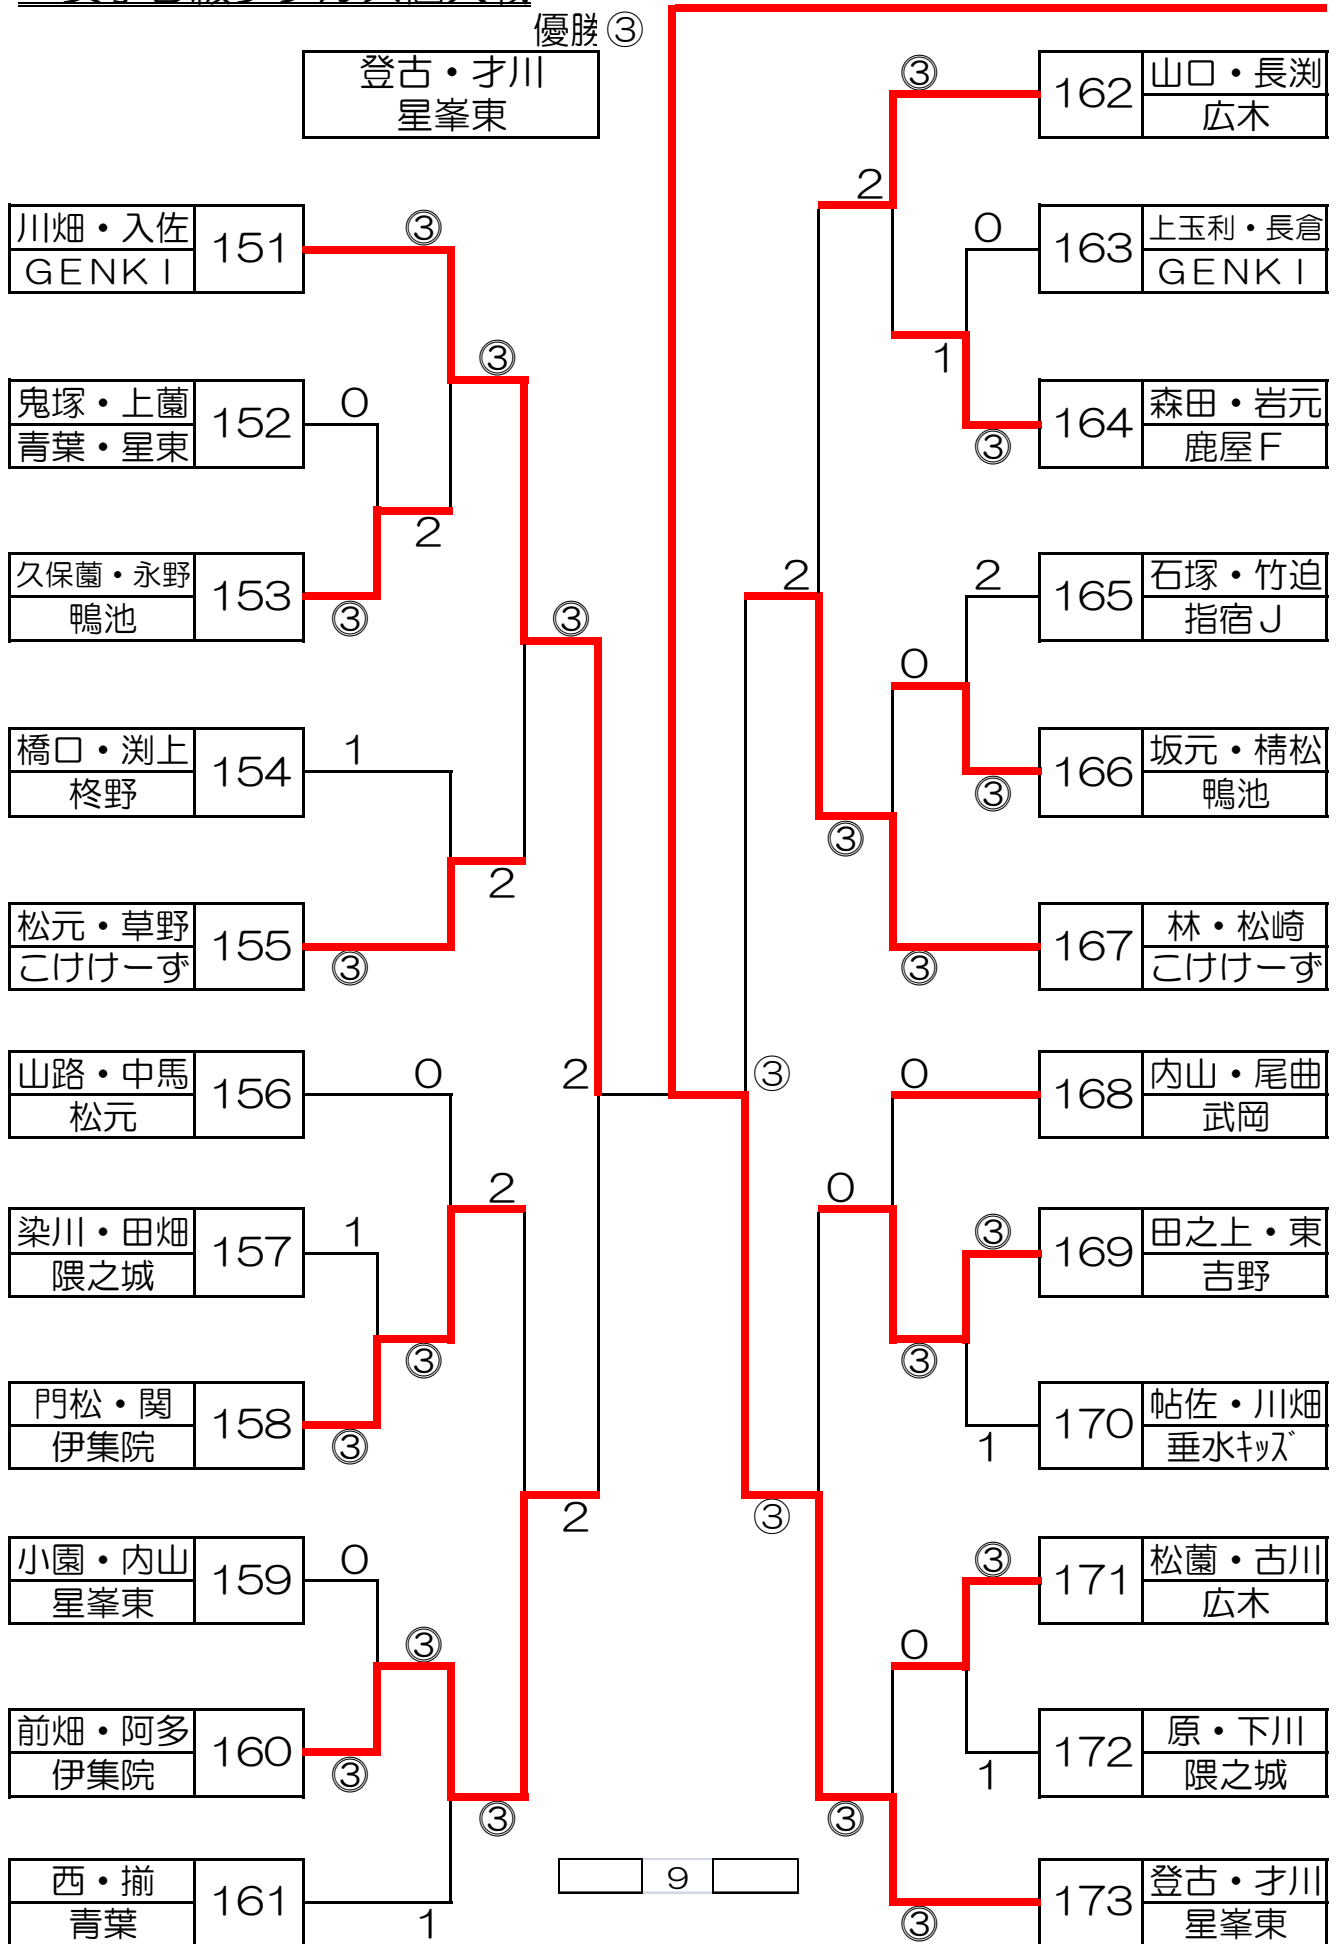 優勝 ③
登古・才川
星峯東
川畑・入佐
GENKI
151
③
③
鬼塚・上薗
青葉・星東
152
0
2
久保薗・永野
鴨池
153
③
③
橋口・渕上
柊野
154
1
2
松元・草野
こけけーず
155
③
山路・中馬
松元
156
0
2
2
染川・田畑
隈之城
157
1
③
門松・関
伊集院
158
③
2
小園・内山
星峯東
159
0
③
前畑・阿多
伊集院
160
③
③
西・揃
青葉
161
1
③
162
山口・長渕
広木
2
0
163
上玉利・長倉
GENKI
1
③
164
森田・岩元
鹿屋F
2
2
165
石塚・竹迫
指宿J
0
③
166
坂元・楕松
鴨池
③
③
167
林・松崎
こけけーず
③
0
168
内山・尾曲
武岡
0
③
169
田之上・東
吉野
③
1
170
帖佐・川畑
垂水キッズ
③
③
171
松薗・古川
広木
0
1
172
原・下川
隈之城
③
③
173
登古・才川
星峯東
9